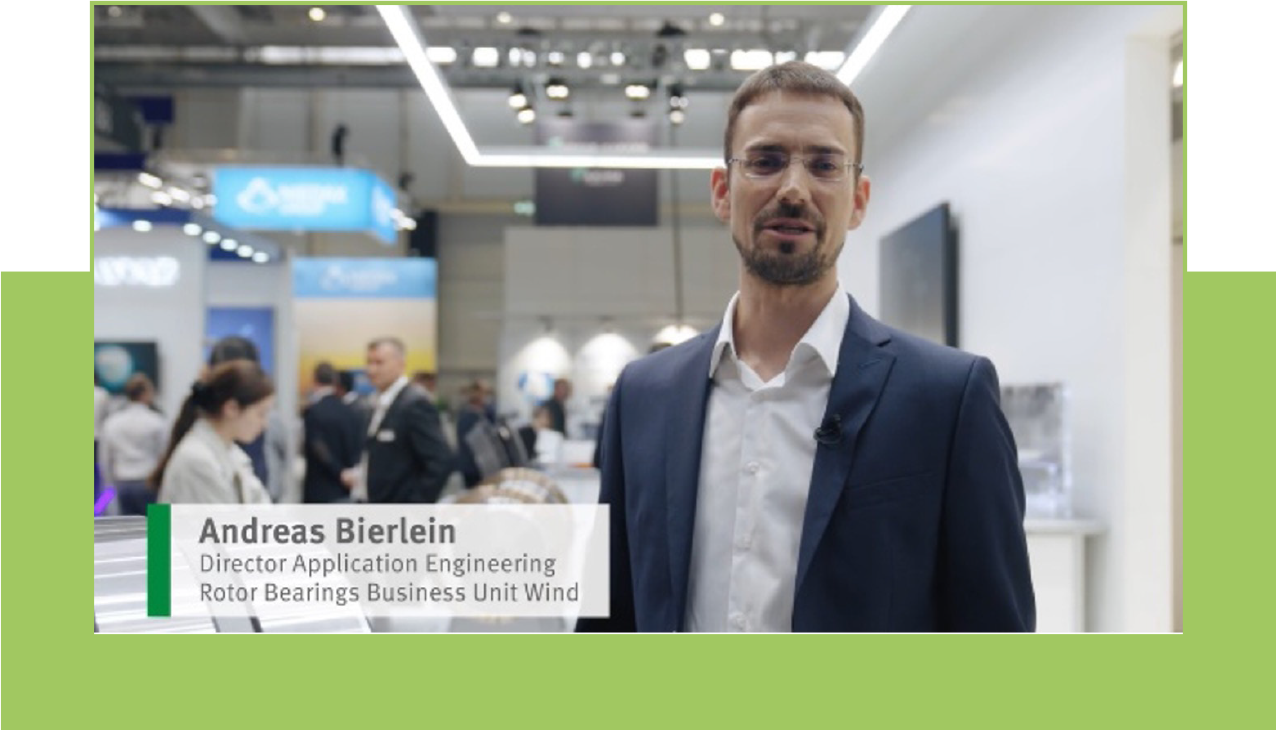 Andreas Bierlein
Director Application Engineering
Rotor Bearings Business Unit Wind